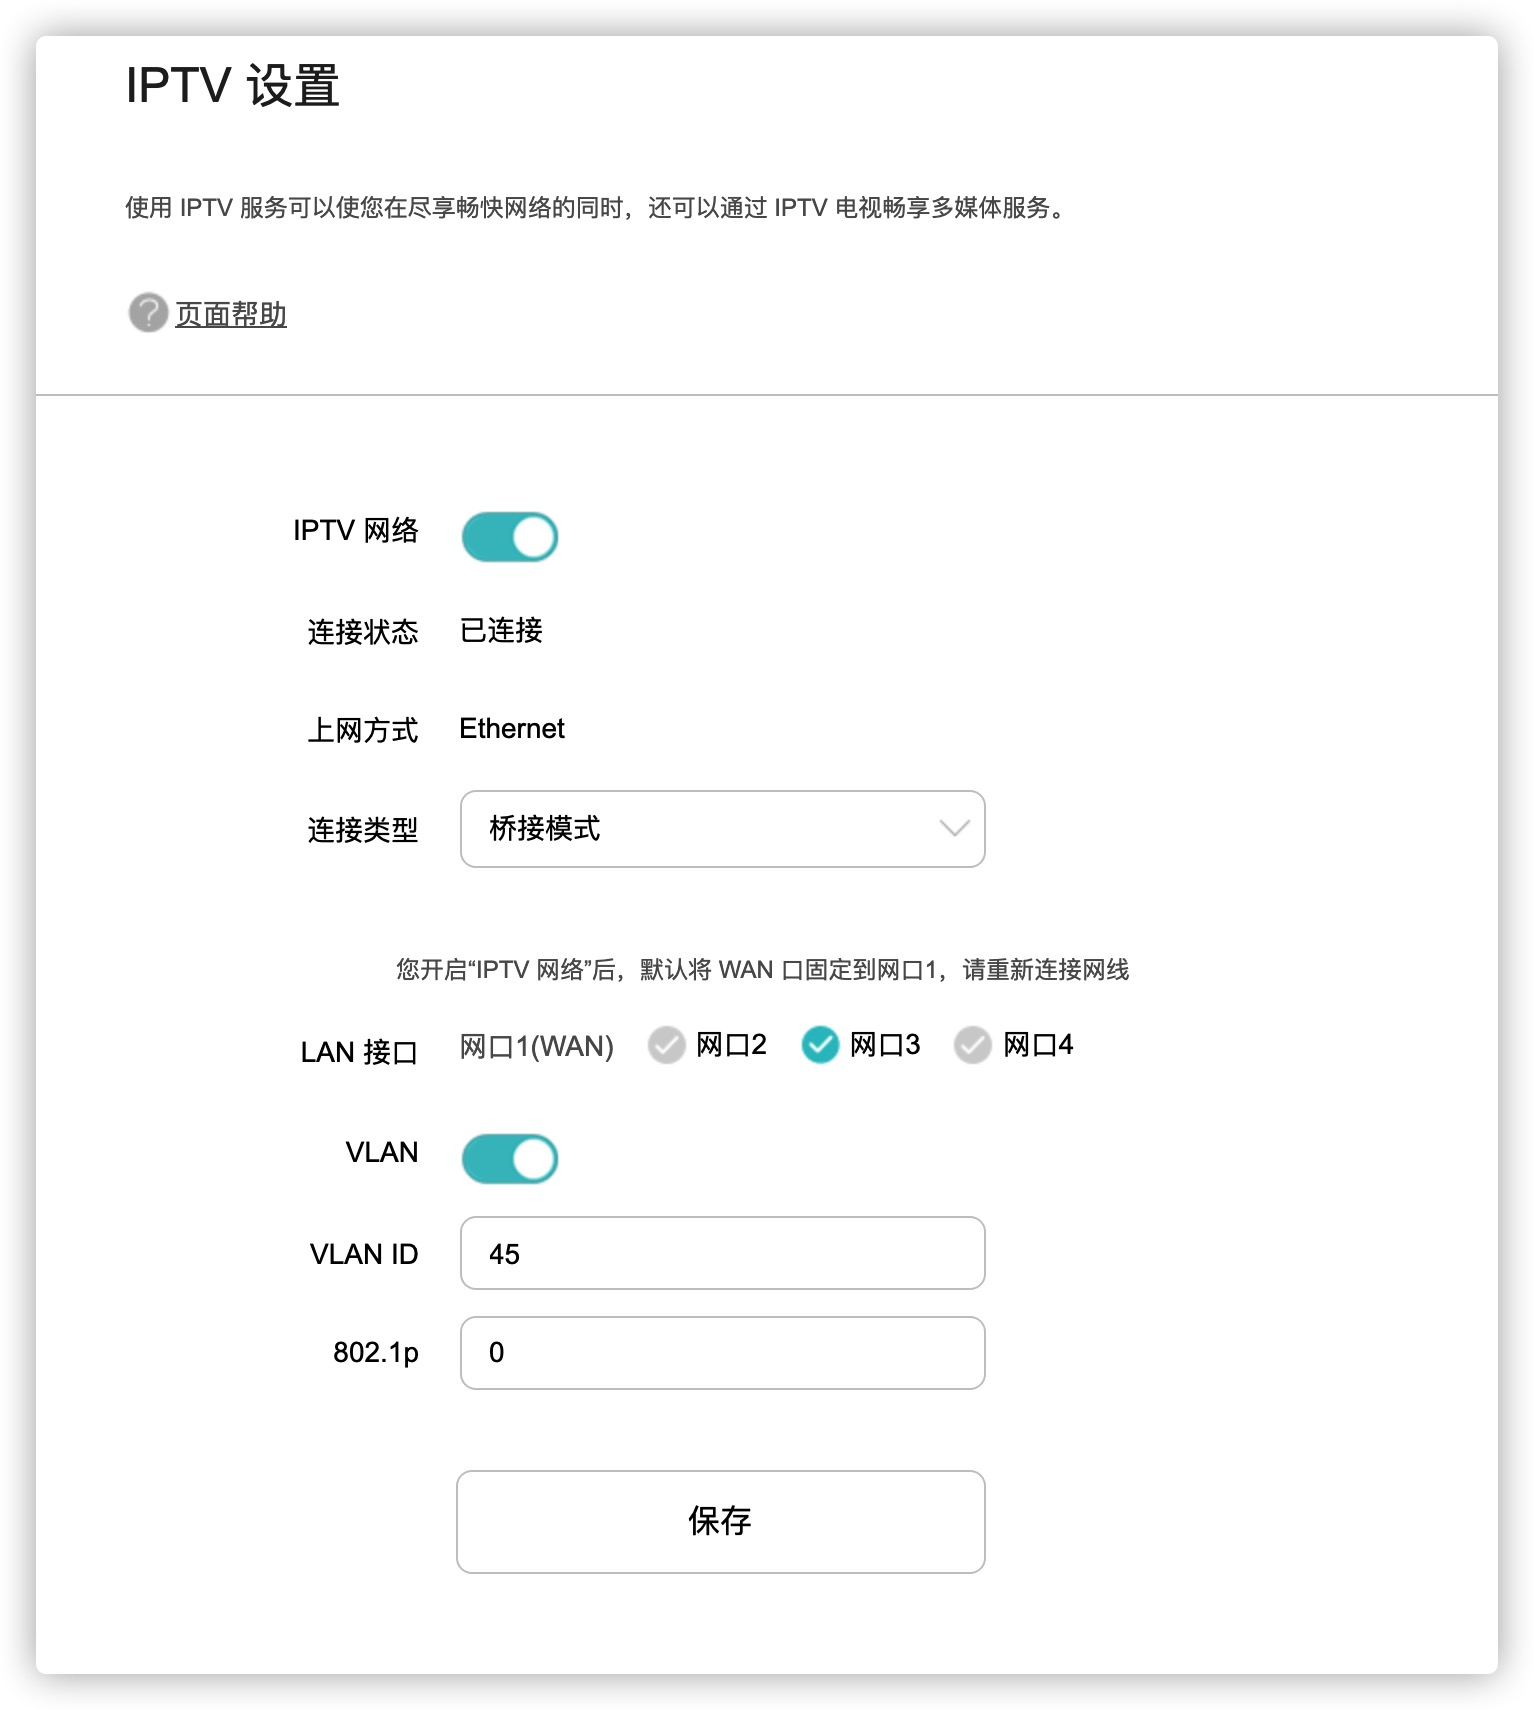 IPTV 设置
使用 IPTV 服务可以使您在尽享畅快网络的同时，还可以通过 IPTV 电视畅享多媒体服务。
? 页面帮助
IPTV 网络
连接状态 已连接
上网方式 Ethernet
连接类型 桥接模式
您开启“IPTV 网络”后，默认将 WAN 口固定到网口1，请重新连接网线
LAN 接口 网口1(WAN) 网口2 网口3 网口4
VLAN
VLAN ID 45
802.1p 0
保存